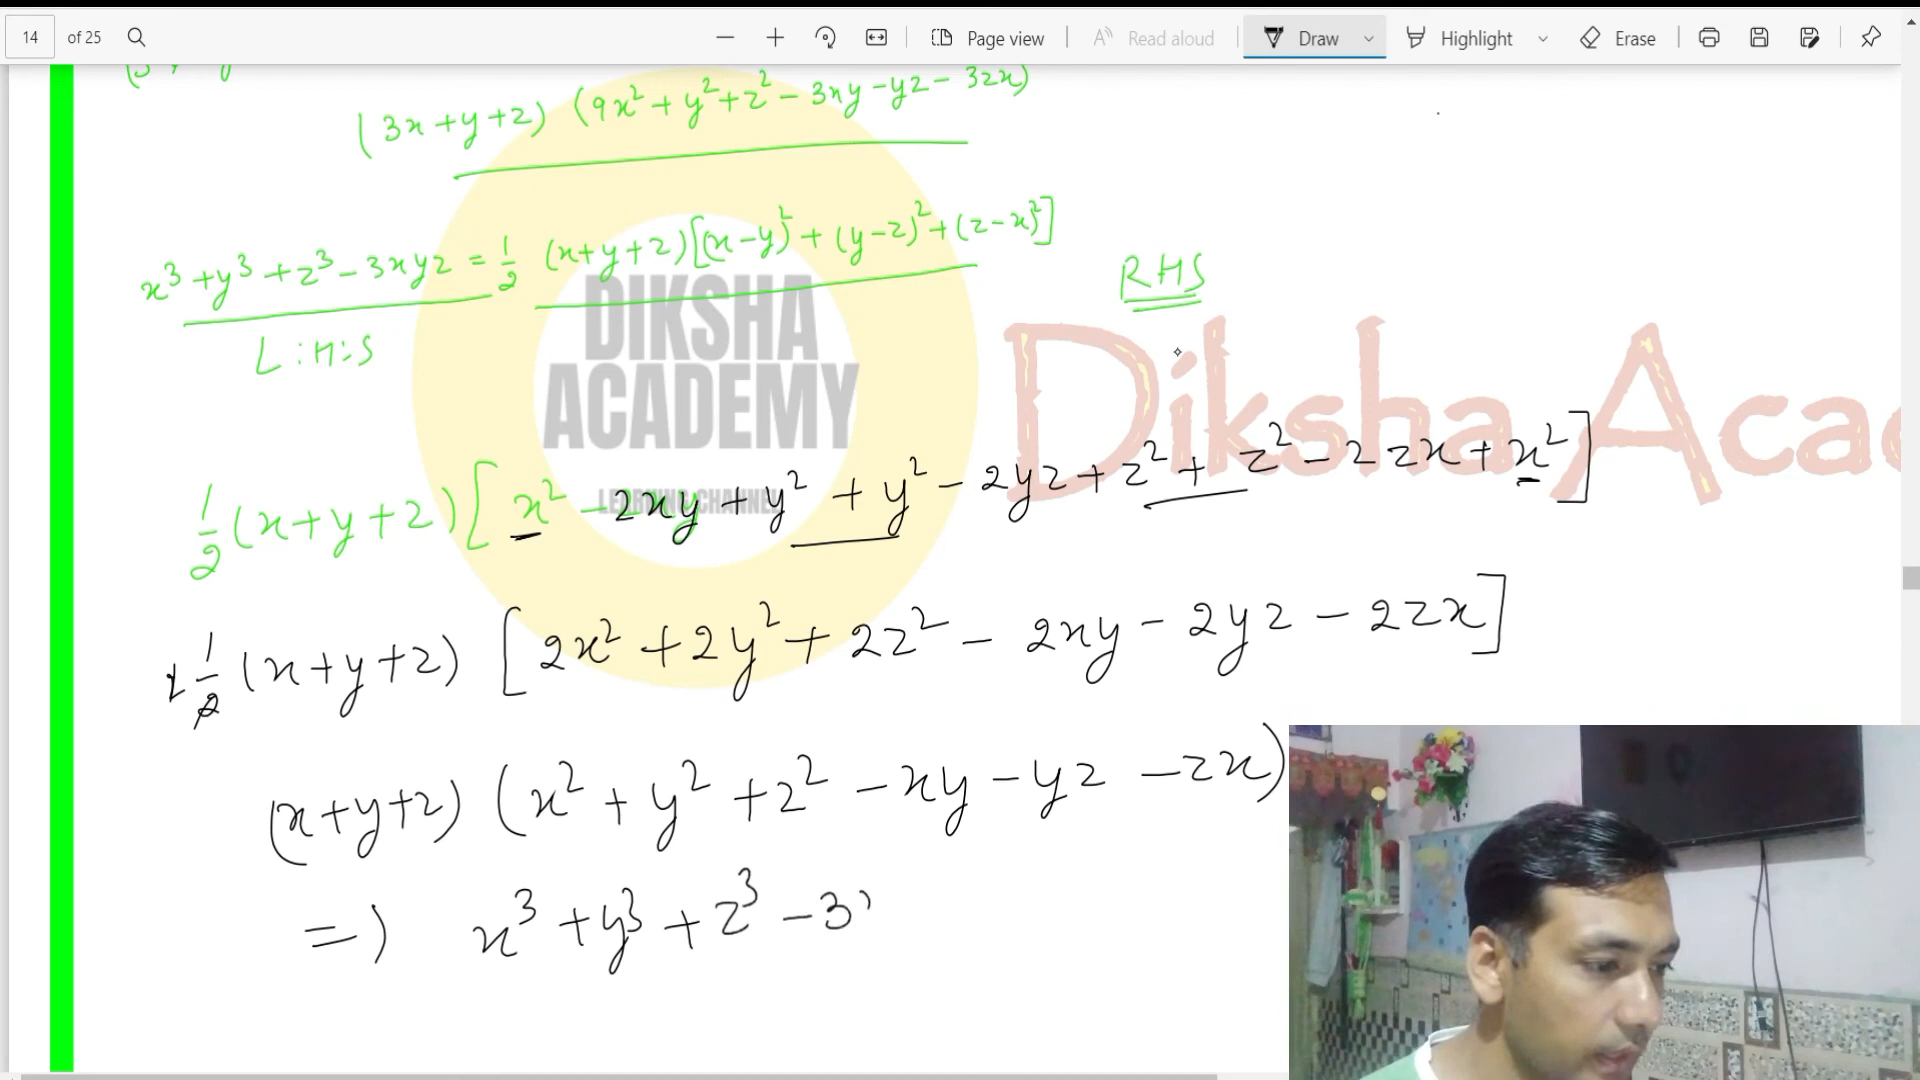 14 of 25 Page view Read aloud Draw Highlight Erase
(3x+y+z) (9x²+y²+z²-3xy-yz-3zx)
x³+y³+z³-3xyz = 1/2 (x+y+z)[(x-y)²+(y-z)²+(z-x)²]
RHS
L:H:S
DIKSHA
ACADEMY
LEARNING CHANNEL
Diksha Aca
1/2 (x+y+z)[x²-2xy+y²+y²-2yz+z²+z²-2zx+x²]
1/2 (x+y+z) [2x²+2y²+2z²-2xy-2yz-2zx]
(x+y+z) (x²+y²+z²-xy-yz-zx)
=) x³+y³+z³-3